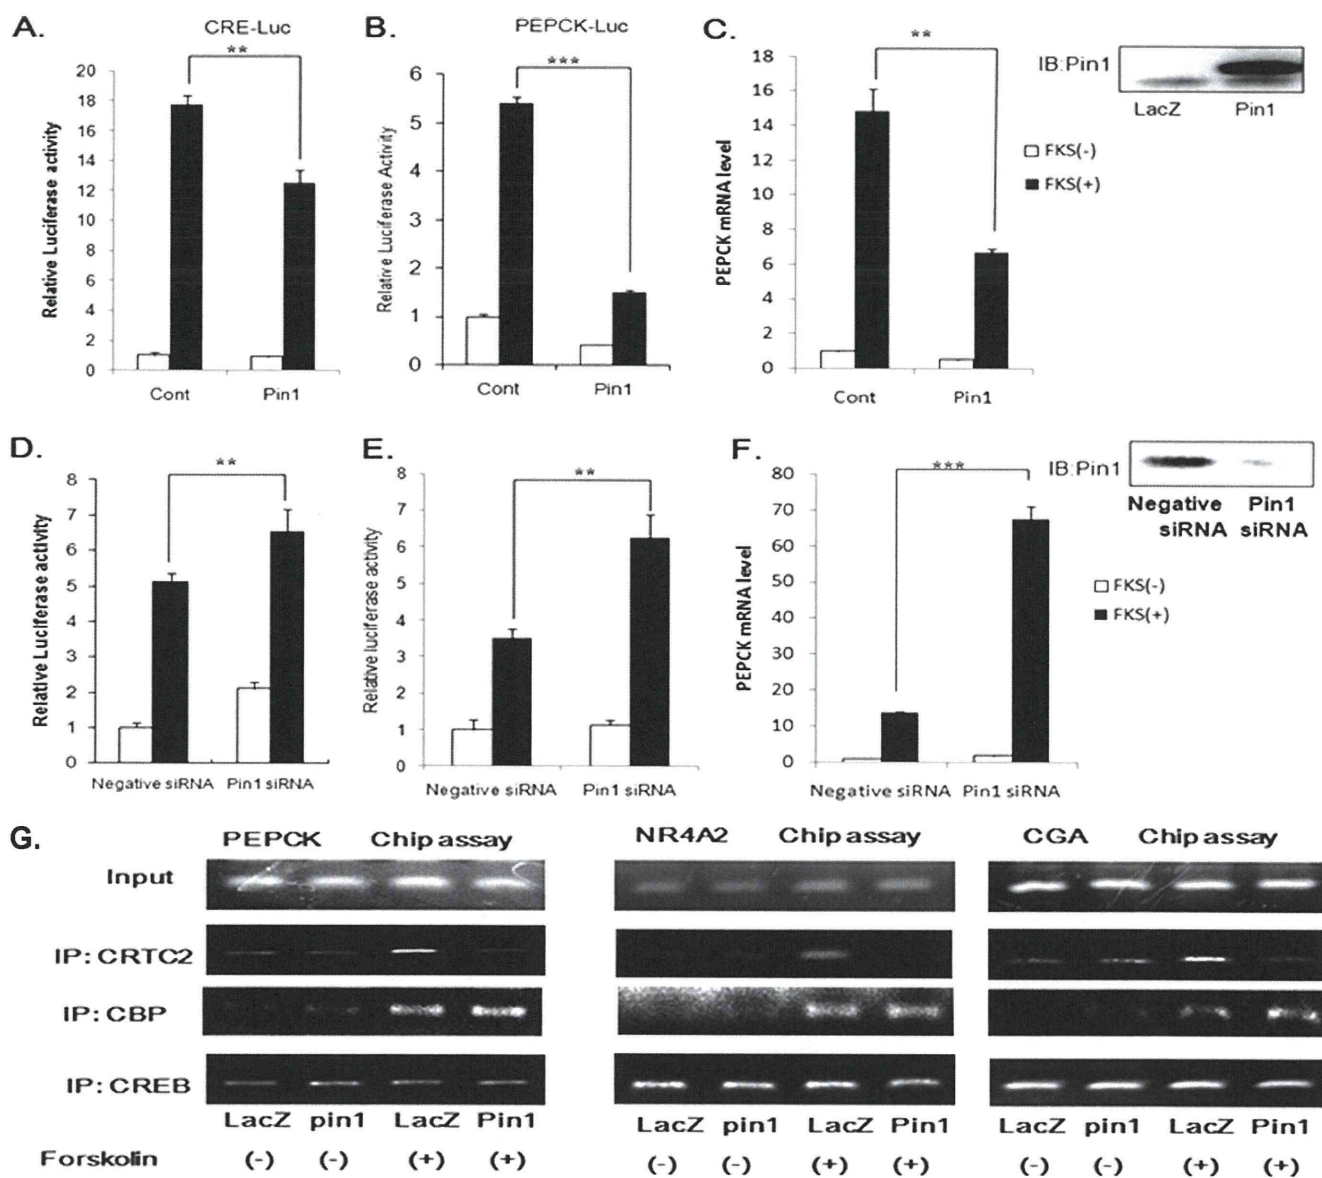 A.
CRE-Luc
**
Relative Luciferase activity
20
18
16
14
12
10
8
6
4
2
0
Cont Pin1
B.
PEPCK-Luc
***
Relative Luciferase Activity
6
5
4
3
2
1
0
Cont Pin1
C.
**
PEPCK mRNA level
18
16
14
12
10
8
6
4
2
0
Cont Pin1
IB:Pin1
LacZ Pin1
FKS(-)
FKS(+)
D.
**
Relative Luciferase activity
8
7
6
5
4
3
2
1
0
Negative siRNA Pin1 siRNA
E.
**
Relative luciferase activity
8
7
6
5
4
3
2
1
0
Negative siRNA Pin1 siRNA
F.
***
PEPCK mRNA level
80
70
60
50
40
30
20
10
0
Negative siRNA Pin1 siRNA
IB:Pin1
Negative Pin1
siRNA siRNA
FKS(-)
FKS(+)
G.
PEPCK Chip assay NR4A2 Chip assay CGA Chip assay
Input
IP: CRTC2
IP: CBP
IP: CREB
LacZ pin1 LacZ Pin1 LacZ pin1 LacZ Pin1 LacZ pin1 LacZ Pin1
Forskolin (-) (-) (+) (+) (-) (-) (+) (+) (-) (-) (+) (+)